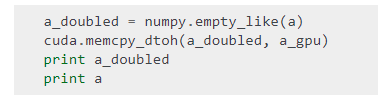 a_doubled = numpy.empty_like(a)
cuda.memcpy_dtoh(a_doubled, a_gpu)
print a_doubled
print a